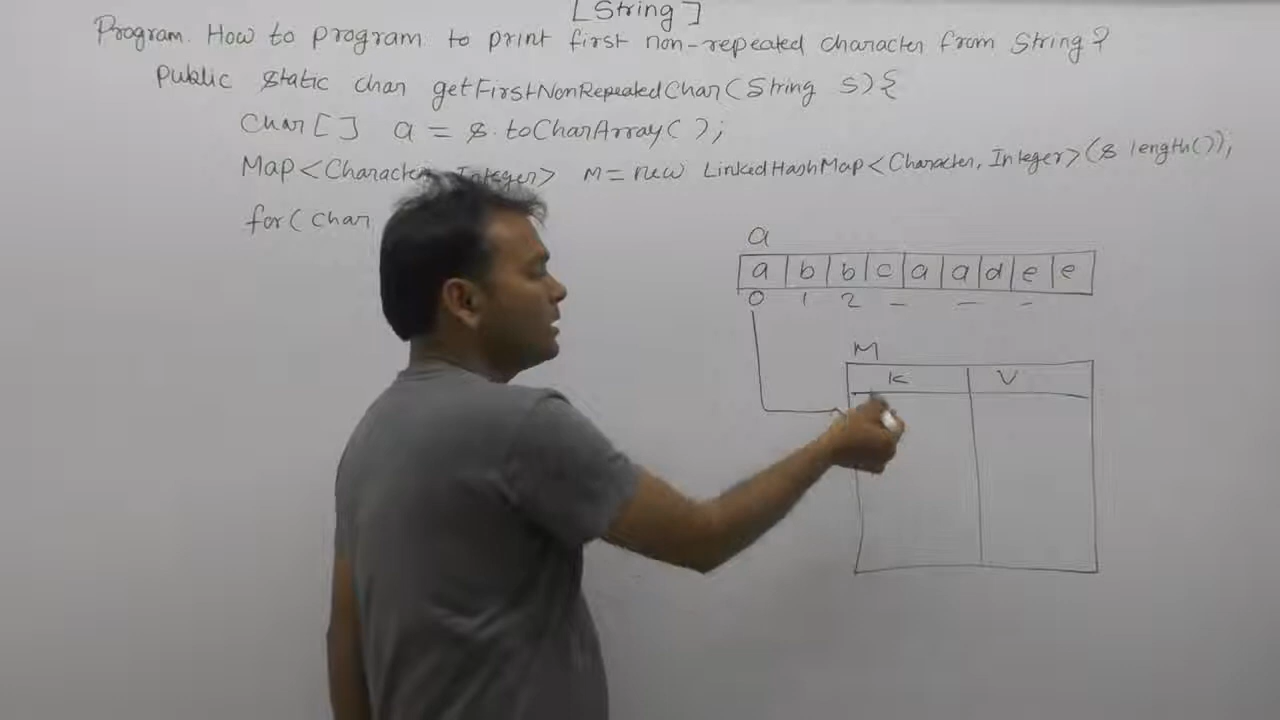 [String]
Program. How to program to print first non-repeated character from String?
Public static char getFirstNonRepeatedChar(String s){
Char[] a = s.toCharArray();
Map<Character, Integer> M = new LinkedHashMap<Character, Integer>(s length());
for(char
a
a b b c a a d e e
0 1 2 - - -
M
K V